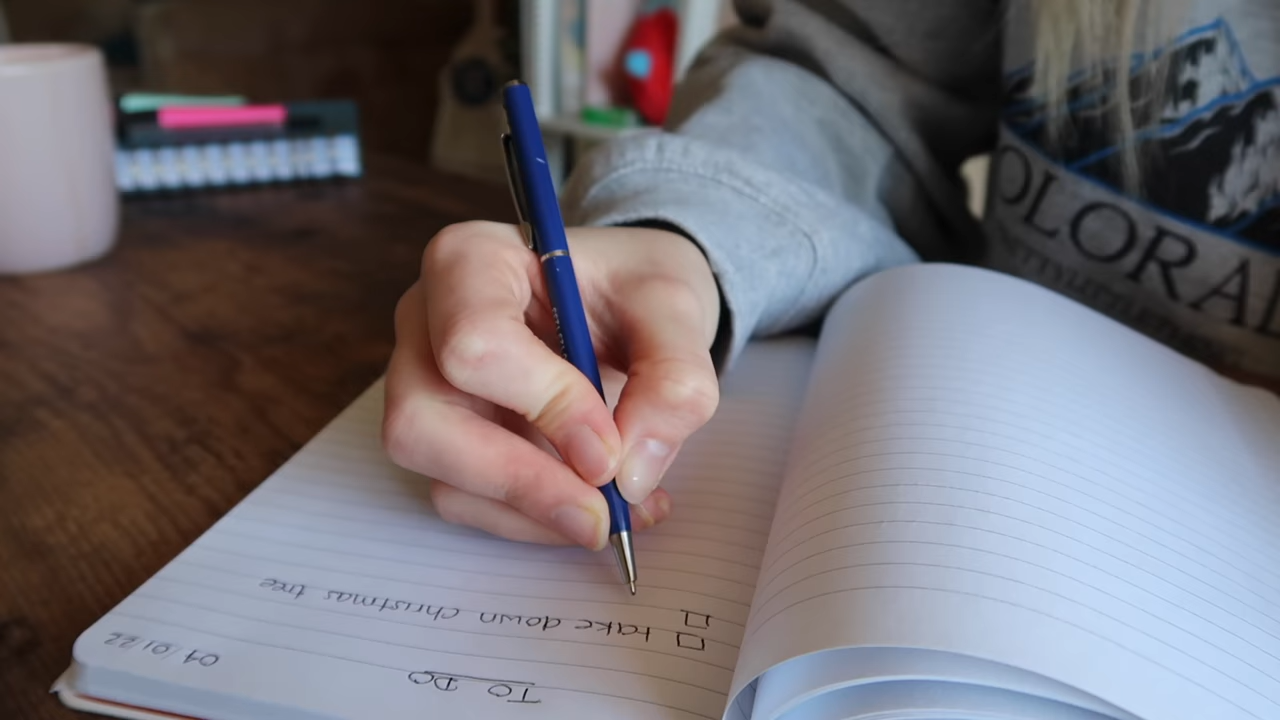 TO DO
04/01/22
□ take down christmas tree
□
OLORA